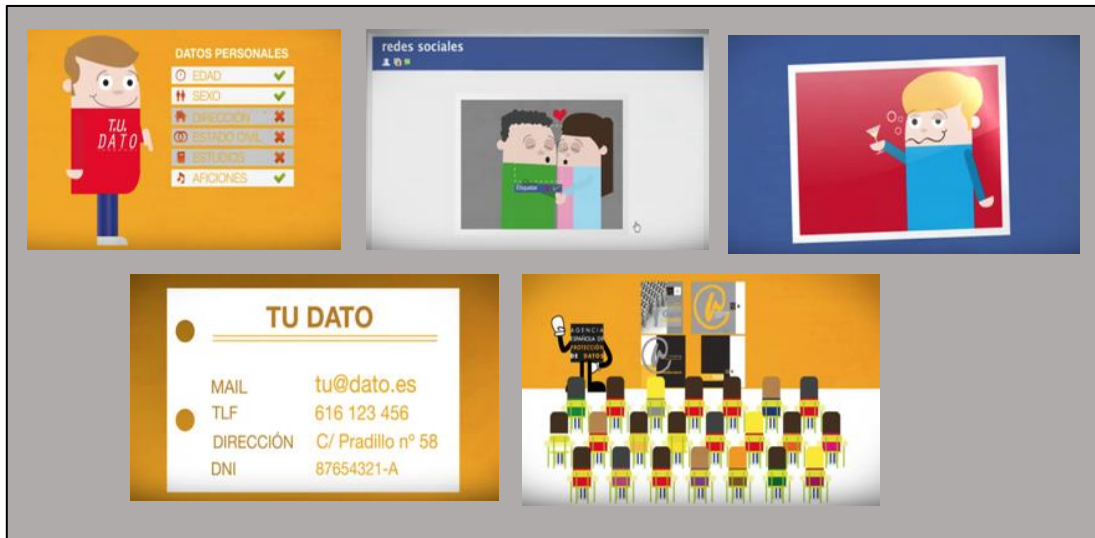 DATOS PERSONALES
EDAD
SEXO
DIRECCIÓN
ESTADO CIVIL
ESTUDIOS
AFICIONES
T.U.
DATO
redes sociales
Etiquetar
TU DATO
MAIL tu@dato.es
TLF 616 123 456
DIRECCIÓN C/ Pradillo nº 58
DNI 87654321-A
AGENCIA
ESPAÑOLA DE
PROTECCIÓN
DE DATOS